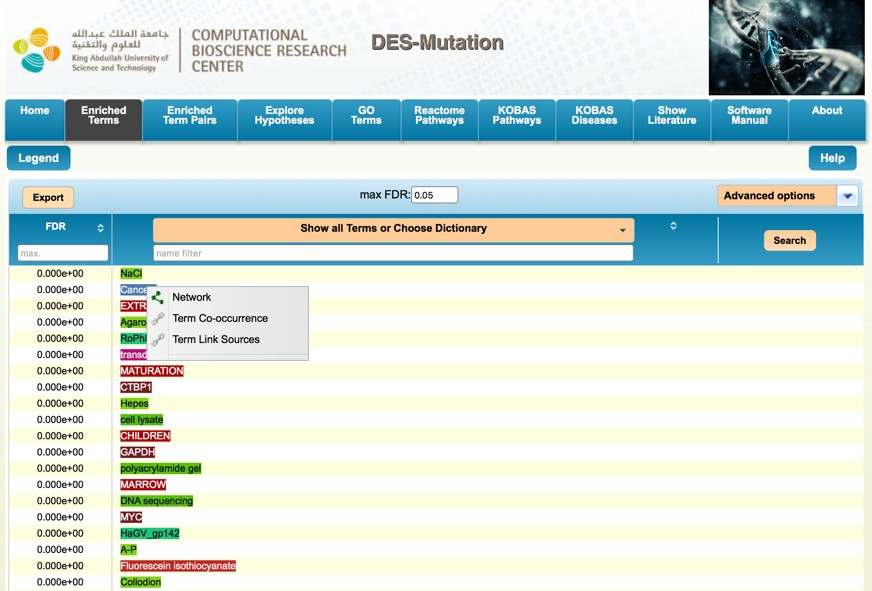 جامعة الملك عبدالله
للعلوم والتقنية
King Abdullah University of
Science and Technology
COMPUTATIONAL
BIOSCIENCE RESEARCH
CENTER
DES-Mutation
Home
Enriched
Terms
Enriched
Term Pairs
Explore
Hypotheses
GO
Terms
Reactome
Pathways
KOBAS
Pathways
KOBAS
Diseases
Show
Literature
Software
Manual
About
Legend
Help
Export
max FDR: 0.05
Advanced options
FDR
Show all Terms or Choose Dictionary
Search
max.
name filter
0.000e+00 NaCl
0.000e+00
Network
0.000e+00 EXTR
0.000e+00 Agaro
Term Co-occurrence
0.000e+00 RoPhl
Term Link Sources
0.000e+00
0.000e+00 MATURATION
0.000e+00 CTBP1
0.000e+00 Hepes
0.000e+00 cell lysate
0.000e+00 CHILDREN
0.000e+00 GAPDH
0.000e+00 polyacrylamide gel
0.000e+00 MARROW
0.000e+00 DNA sequencing
0.000e+00 MYC
0.000e+00 HaGV_gp142
0.000e+00 A-P
0.000e+00 Fluorescein isothiocyanate
0.000e+00 Collodion